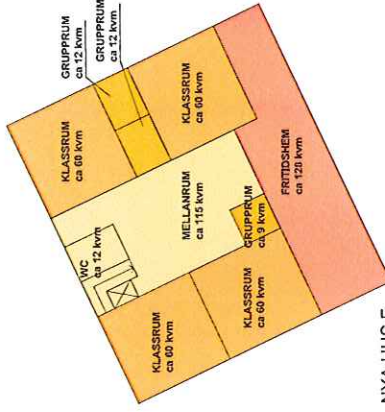 GRUPPRUM
ca 12 kvm
GRUPPRUM
ca 12 kvm
KLASSRUM
ca 60 kvm
KLASSRUM
ca 60 kvm
WC
ca 12 kvm
MELLANRUM
ca 115 kvm
GRUPPRUM
ca 9 kvm
FRITIDSHEM
ca 120 kvm
KLASSRUM
ca 60 kvm
KLASSRUM
ca 60 kvm